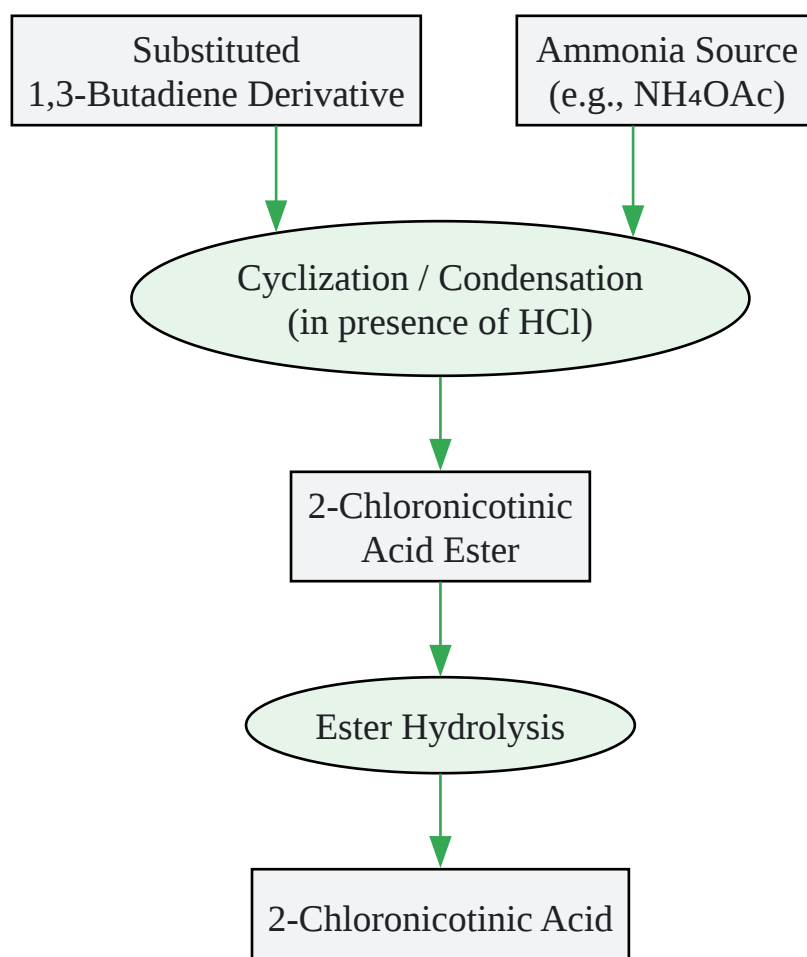 Substituted
1,3-Butadiene Derivative
Ammonia Source
(e.g., NH₄OAc)
Cyclization / Condensation
(in presence of HCl)
2-Chloronicotinic
Acid Ester
Ester Hydrolysis
2-Chloronicotinic Acid